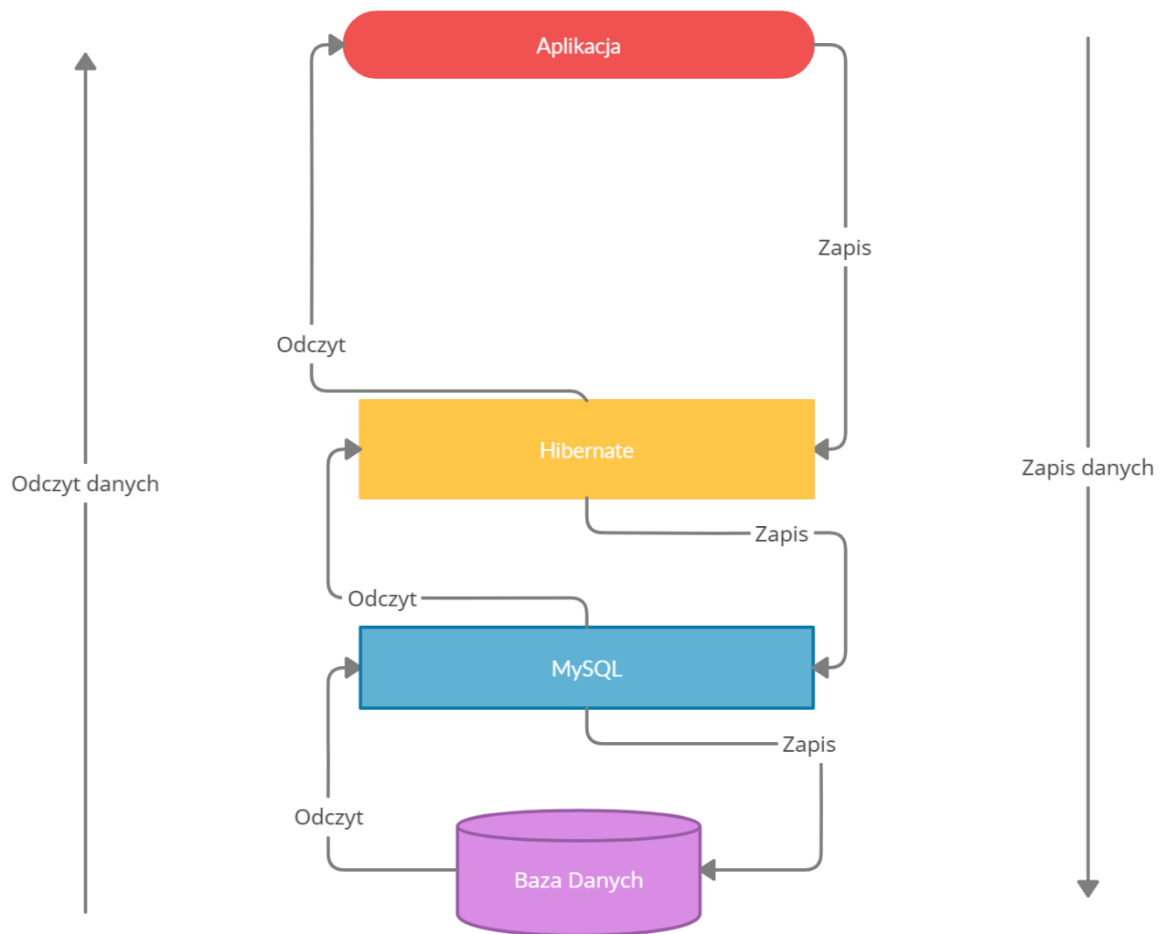 Aplikacja
Zapis
Odczyt
Hibernate
Odczyt danych
Zapis danych
Zapis
Odczyt
MySQL
Zapis
Odczyt
Baza Danych